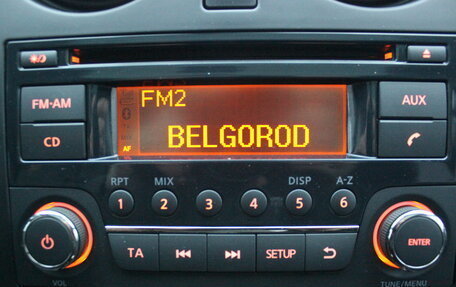 FM2
FM·AM
AUX
BELGOROD
CD
AF
RPT MIX DISP A-Z
1 2 3 4 5 6
TA SETUP ENTER
VOL TUNE/MENU